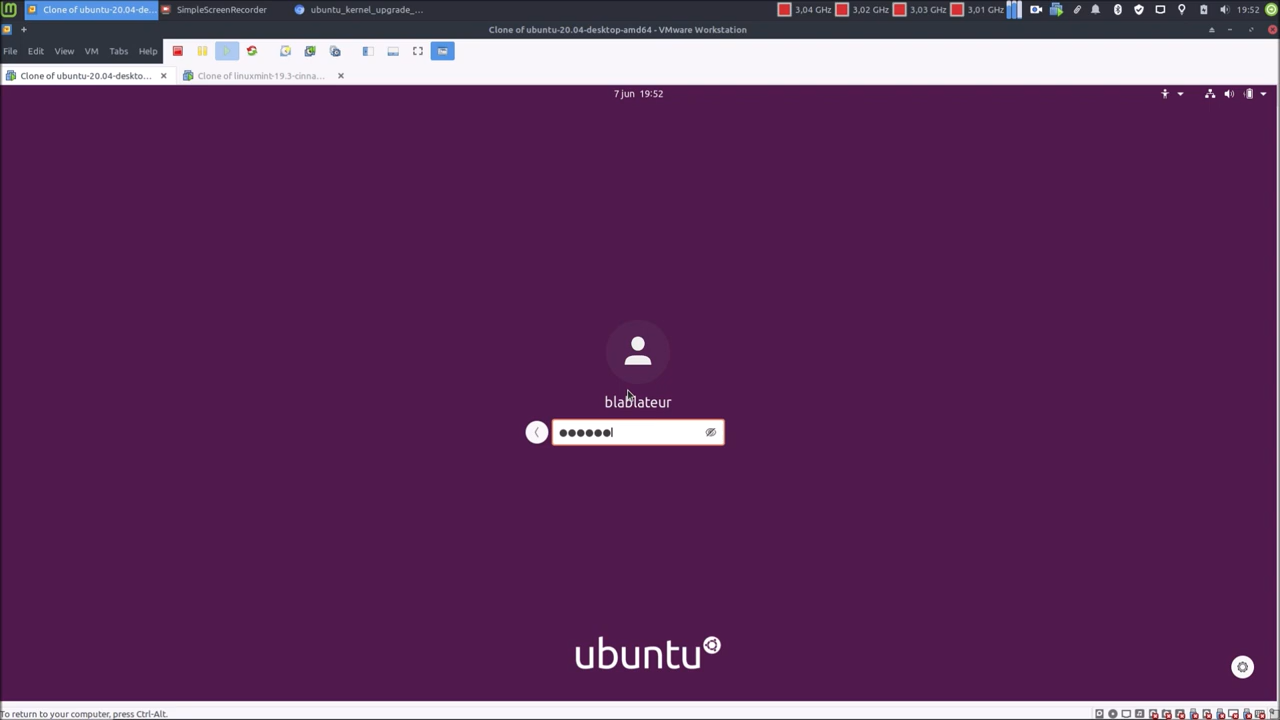 Clone of ubuntu-20.04-de...
SimpleScreenRecorder
ubuntu_kernel_upgrade_...
3,04 GHz
3,02 GHz
3,03 GHz
3,01 GHz
19:52
Clone of ubuntu-20.04-desktop-amd64 - VMware Workstation
File Edit View VM Tabs Help
Clone of ubuntu-20.04-deskto...
Clone of linuxmint-19.3-cinna...
7 jun 19:52
blablateur
ubuntu
To return to your computer, press Ctrl-Alt.